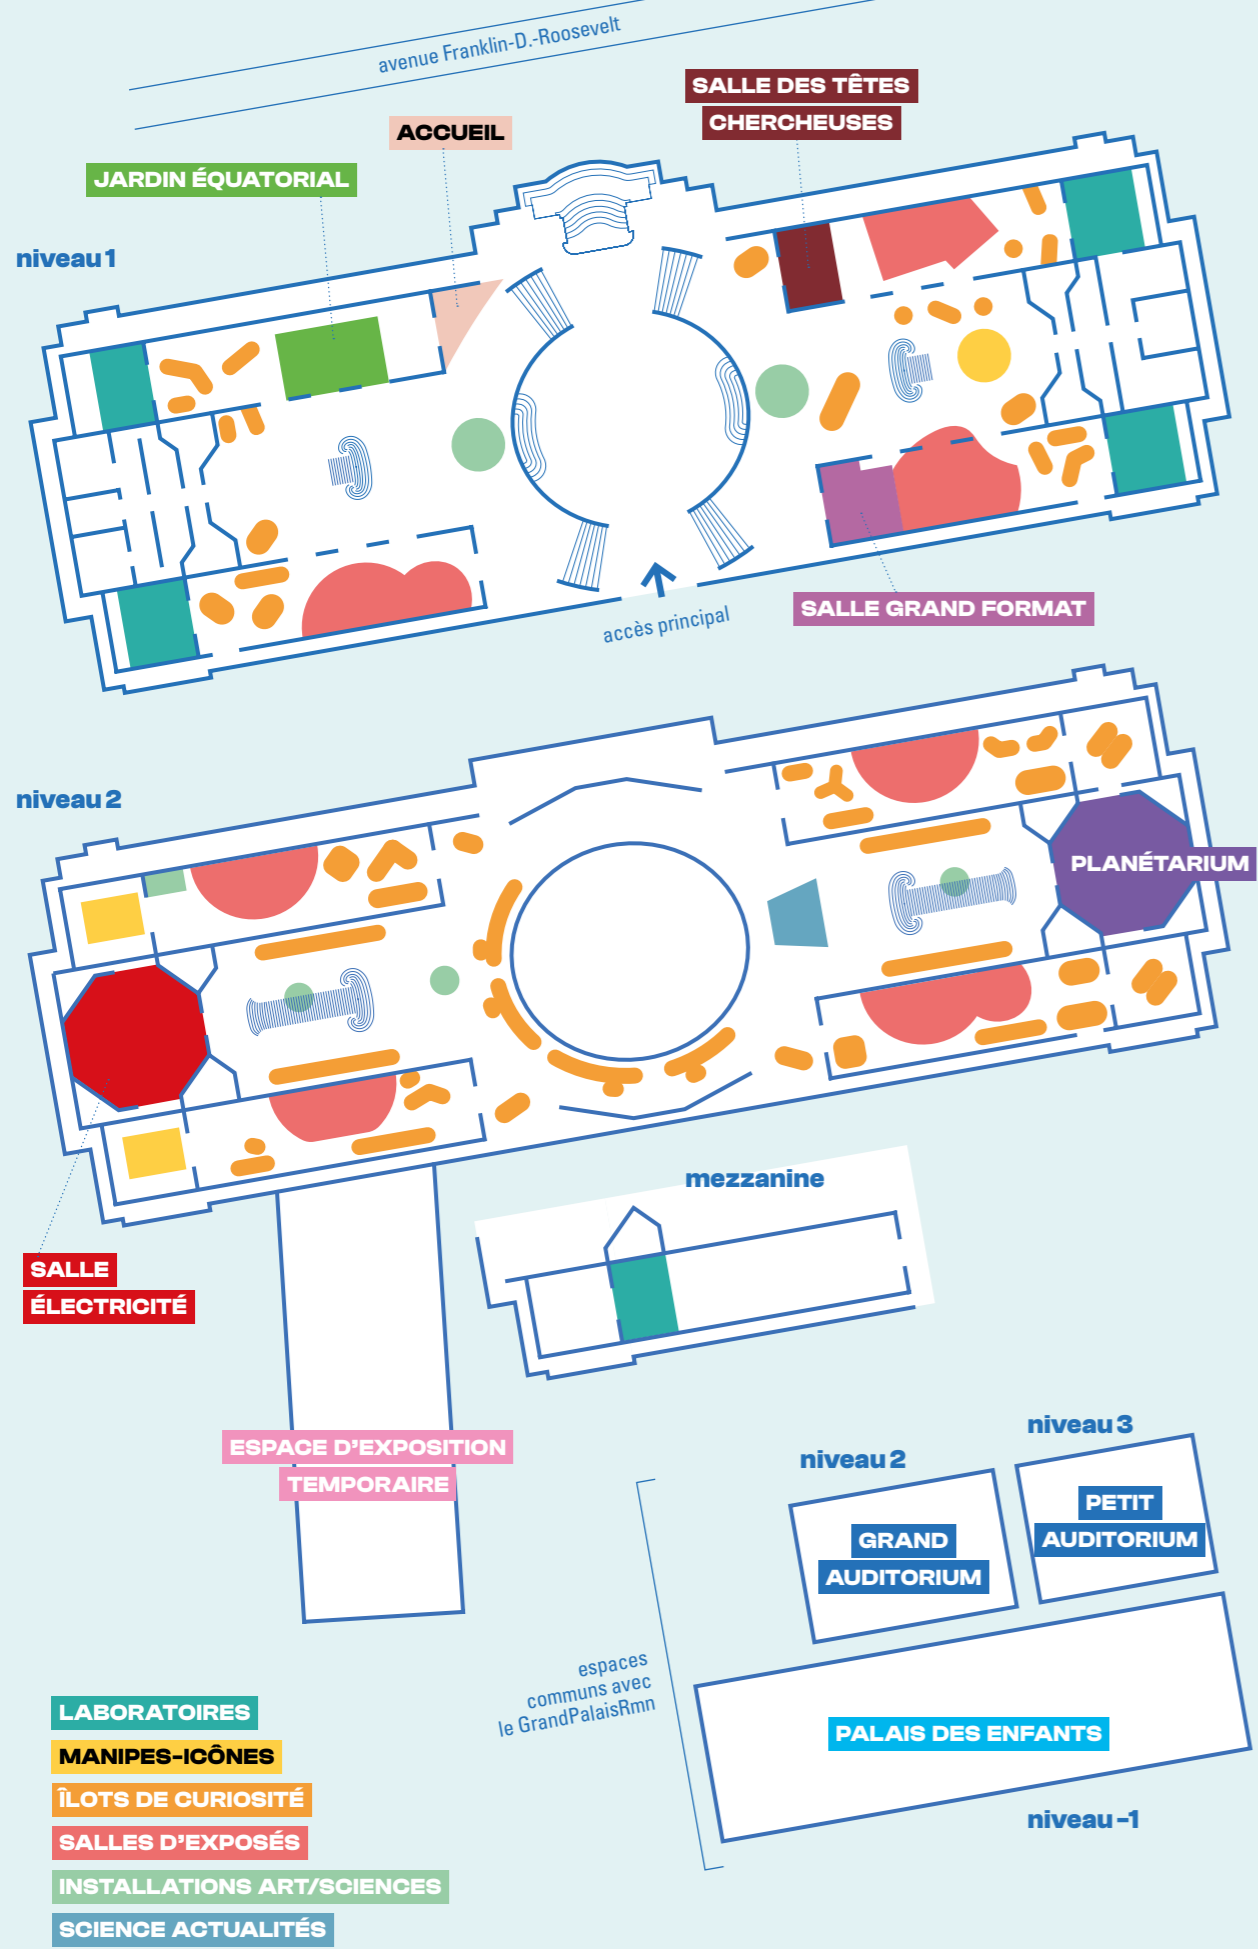 avenue Franklin-D.-Roosevelt
SALLE DES TÊTES
CHERCHEUSES
ACCUEIL
JARDIN ÉQUATORIAL
niveau 1
SALLE GRAND FORMAT
accès principal
niveau 2
PLANÉTARIUM
mezzanine
SALLE
ÉLECTRICITÉ
ESPACE D'EXPOSITION
TEMPORAIRE
niveau 3
niveau 2
PETIT
AUDITORIUM
GRAND
AUDITORIUM
espaces
communs avec
le GrandPalaisRmn
PALAIS DES ENFANTS
niveau -1
LABORATOIRES
MANIPES-ICÔNES
ÎLOTS DE CURIOSITÉ
SALLES D'EXPOSÉS
INSTALLATIONS ART/SCIENCES
SCIENCE ACTUALITÉS